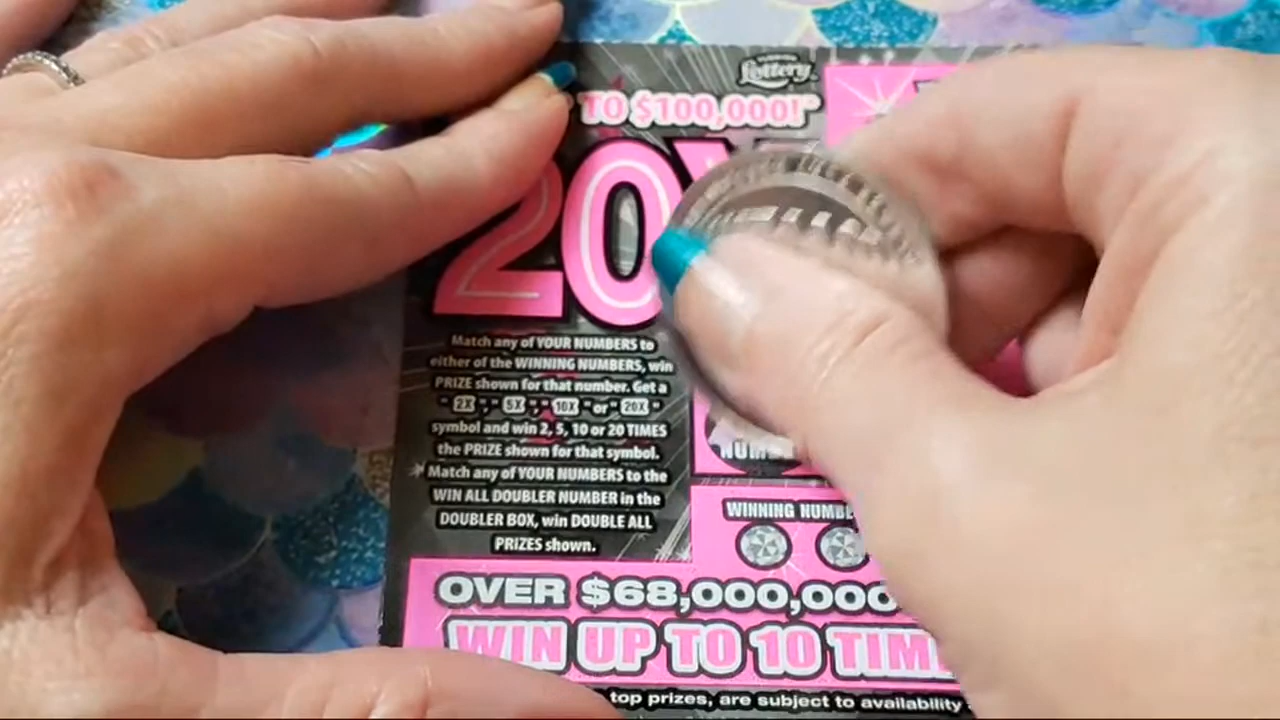 Lottery
TO $100,000!
20X
Match any of YOUR NUMBERS to
either of the WINNING NUMBERS, win
PRIZE shown for that number. Get a
"2X", "5X", "10X" or "20X"
symbol and win 2, 5, 10 or 20 TIMES
the PRIZE shown for that symbol.
*Match any of YOUR NUMBERS to the
WIN ALL DOUBLER NUMBER in the
DOUBLER BOX, win DOUBLE ALL
PRIZES shown.
NUM
WINNING NUMB
OVER $68,000,000
WIN UP TO 10 TIM
top prizes, are subject to availability